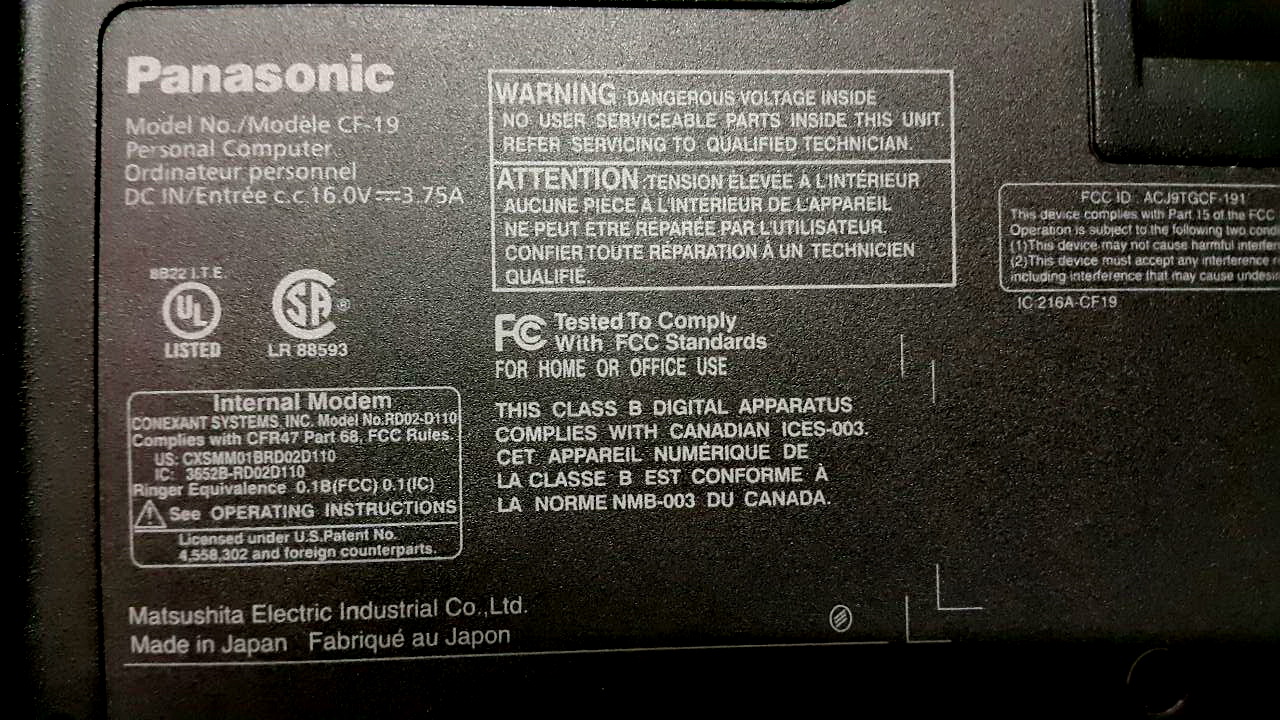 Panasonic
Model No./Modèle CF-19
Personal Computer
Ordinateur personnel
DC IN/Entrée c.c.16.0V⎓3.75A
8B22 I.T.E.
UL
LISTED
SA ®
LR 88593
Internal Modem
CONEXANT SYSTEMS, INC. Model No.RD02-D110
Complies with CFR47 Part 68, FCC Rules.
US: CXSMM01BRD02D110
IC: 3652B-RD02D110
Ringer Equivalence 0.1B(FCC) 0.1(IC)
See OPERATING INSTRUCTIONS
Licensed under U.S.Patent No.
4,558,302 and foreign counterparts.
Matsushita Electric Industrial Co.,Ltd.
Made in Japan Fabriqué au Japon
WARNING :DANGEROUS VOLTAGE INSIDE
NO USER SERVICEABLE PARTS INSIDE THIS UNIT.
REFER SERVICING TO QUALIFIED TECHNICIAN.
ATTENTION :TENSION ÉLEVÉE À L'INTÉRIEUR
AUCUNE PIÈCE À L'INTÉRIEUR DE L'APPAREIL
NE PEUT ÊTRE RÉPARÉE PAR L'UTILISATEUR.
CONFIER TOUTE RÉPARATION À UN TECHNICIEN
QUALIFIÉ.
FC Tested To Comply
With FCC Standards
FOR HOME OR OFFICE USE
THIS CLASS B DIGITAL APPARATUS
COMPLIES WITH CANADIAN ICES-003.
CET APPAREIL NUMÉRIQUE DE
LA CLASSE B EST CONFORME À
LA NORME NMB-003 DU CANADA.
FCC ID : ACJ9TGCF-191
This device complies with Part 15 of the FCC
Operation is subject to the following two condi
(1)This device may not cause harmful interfer
(2)This device must accept any interference r
including interference that may cause undesi
IC:216A-CF19